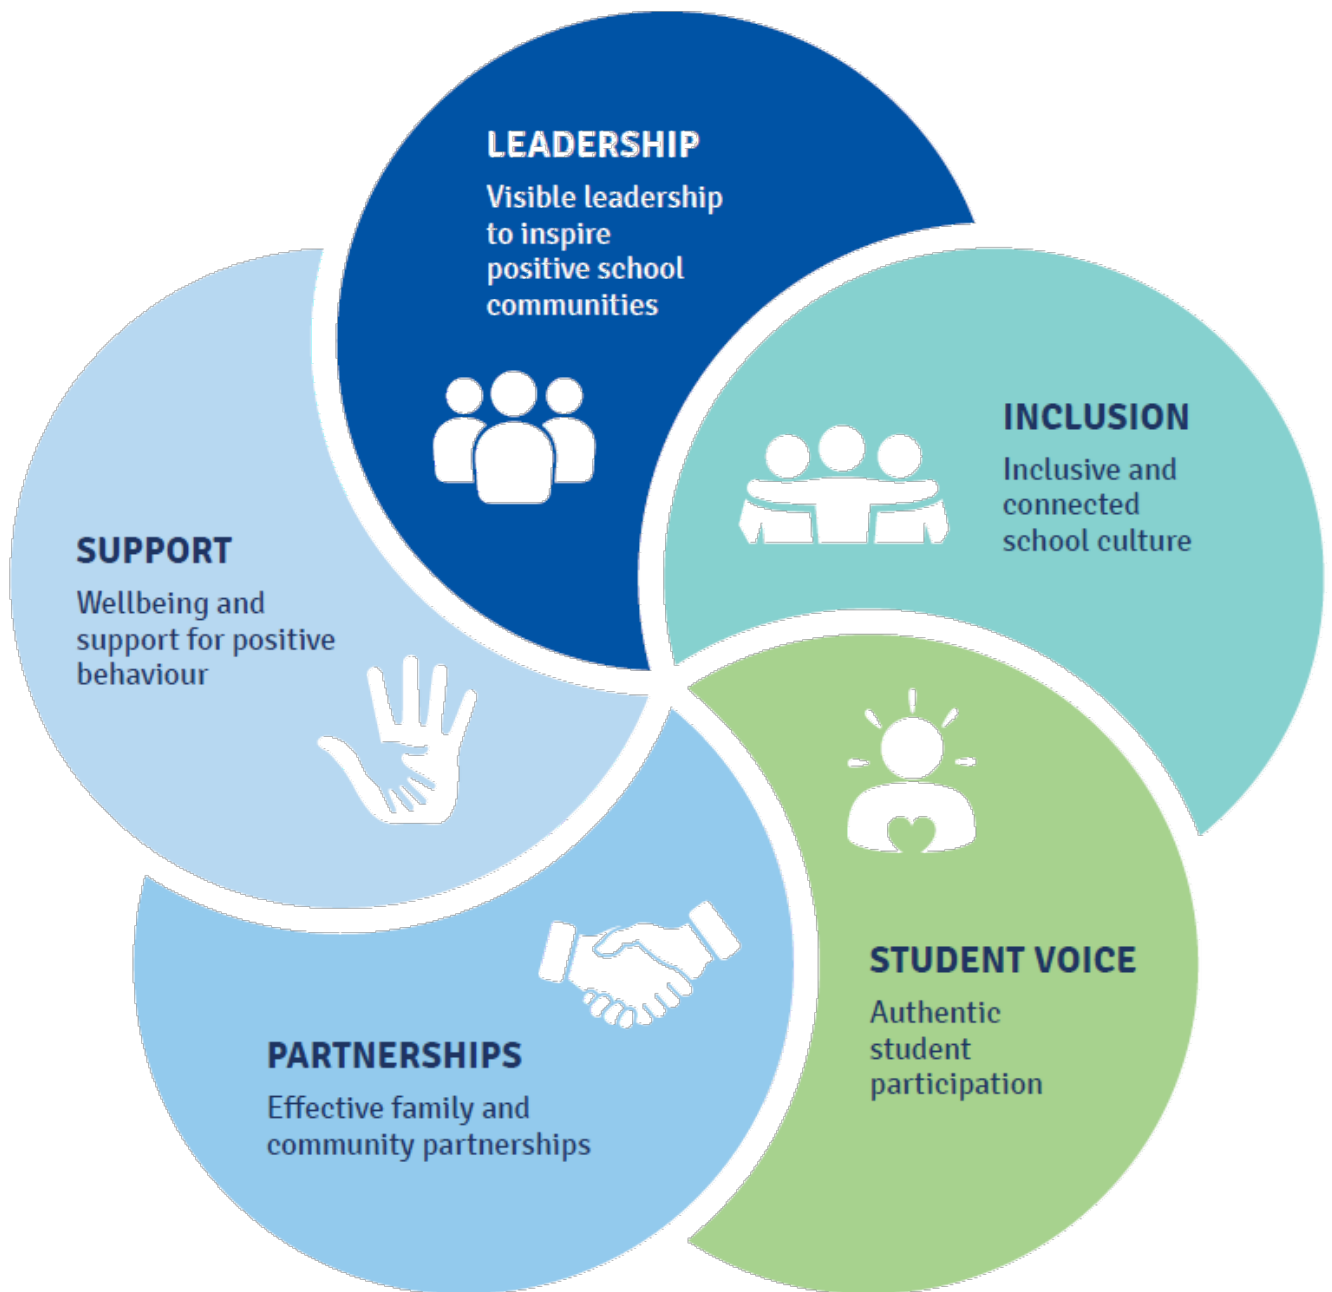 LEADERSHIP
Visible leadership
to inspire
positive school
communities
INCLUSION
Inclusive and
connected
school culture
STUDENT VOICE
Authentic
student
participation
PARTNERSHIPS
Effective family and
community partnerships
SUPPORT
Wellbeing and
support for positive
behaviour